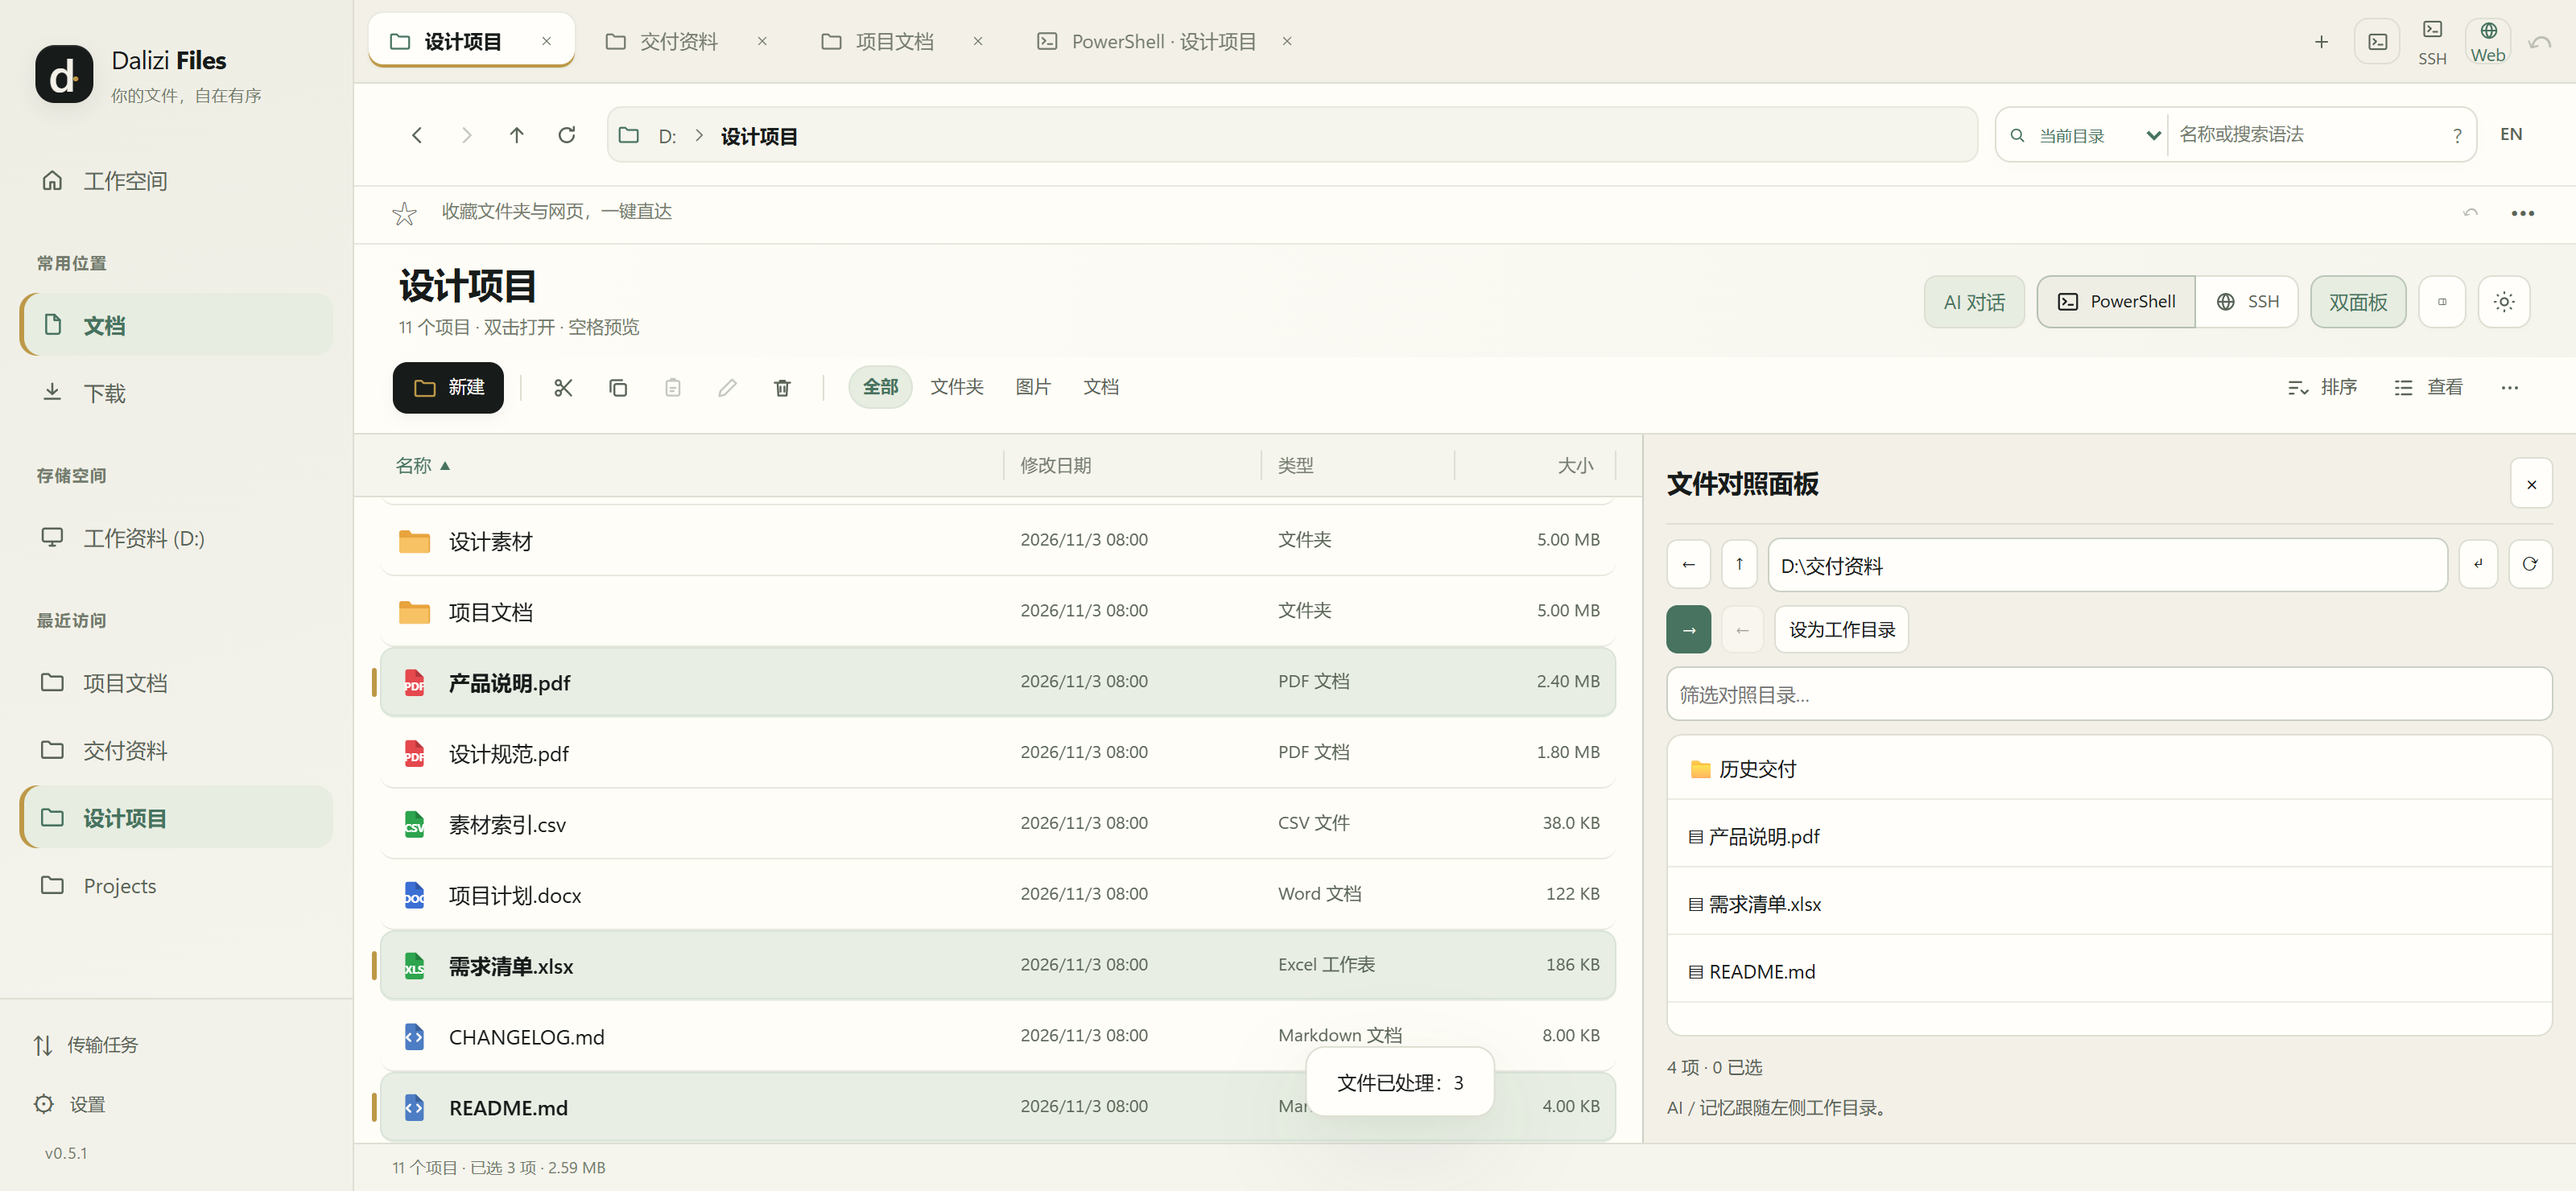 Dalizi Files
你的文件，自在有序
工作空间
常用位置
文档
下载
存储空间
工作资料 (D:)
最近访问
项目文档
交付资料
设计项目
Projects
传输任务
设置
v0.5.1
设计项目 × 交付资料 × 项目文档 × PowerShell · 设计项目 ×
SSH
Web
D: > 设计项目
当前目录 名称或搜索语法 ? EN
收藏文件夹与网页，一键直达
设计项目
11 个项目 · 双击打开 · 空格预览
AI 对话 PowerShell SSH 双面板
新建 全部 文件夹 图片 文档 排序 查看
名称 ▲ 修改日期 类型 大小
设计素材 2026/11/3 08:00 文件夹 5.00 MB
项目文档 2026/11/3 08:00 文件夹 5.00 MB
PDF 产品说明.pdf 2026/11/3 08:00 PDF 文档 2.40 MB
PDF 设计规范.pdf 2026/11/3 08:00 PDF 文档 1.80 MB
CSV 素材索引.csv 2026/11/3 08:00 CSV 文件 38.0 KB
DOC 项目计划.docx 2026/11/3 08:00 Word 文档 122 KB
XLS 需求清单.xlsx 2026/11/3 08:00 Excel 工作表 186 KB
CHANGELOG.md 2026/11/3 08:00 Markdown 文档 8.00 KB
README.md 2026/11/3 08:00 4.00 KB
文件已处理：3
11 个项目 · 已选 3 项 · 2.59 MB
文件对照面板
D:\交付资料
设为工作目录
筛选对照目录...
历史交付
产品说明.pdf
需求清单.xlsx
README.md
4 项 · 0 已选
AI / 记忆跟随左侧工作目录。